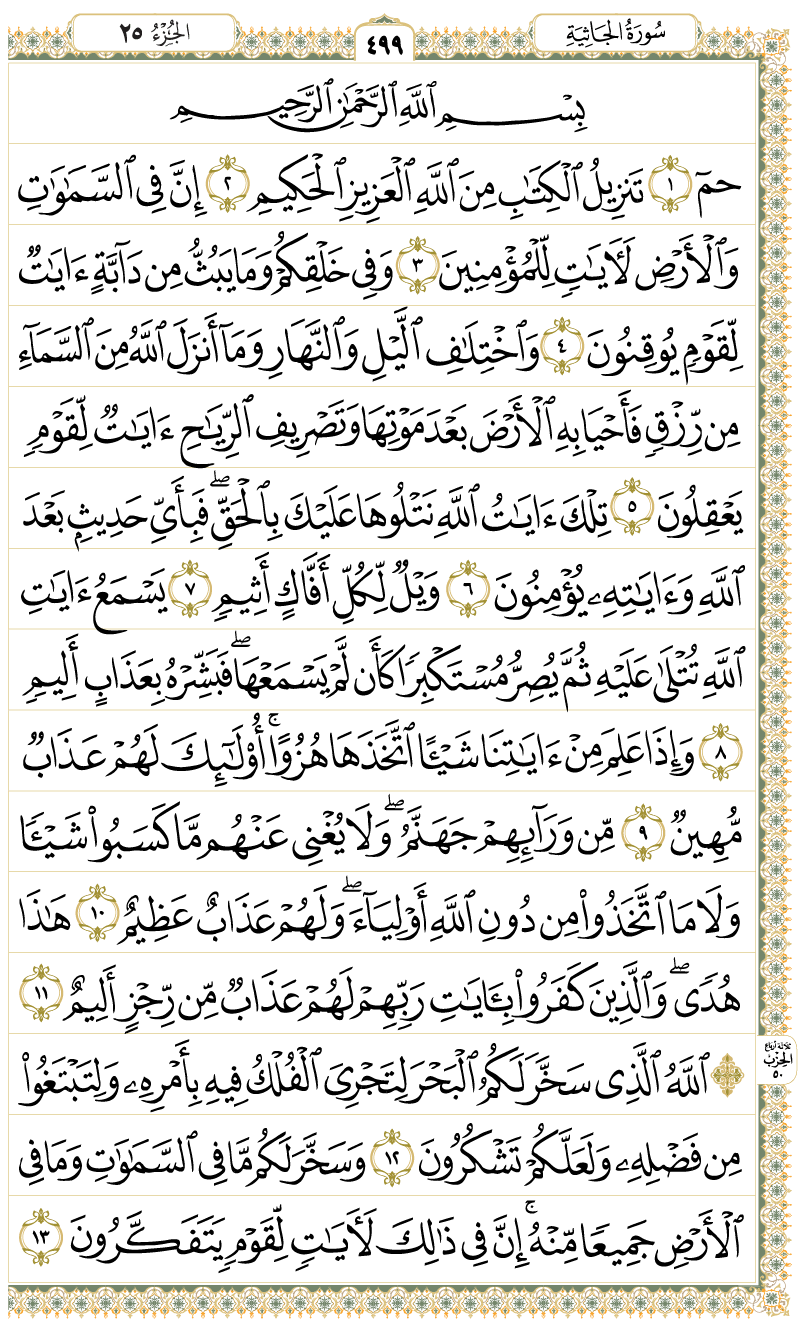 سُورَةُ الجَاثِيَةِ
٤٩٩
الجُزْءُ ٢٥
بِسْمِ ٱللَّهِ ٱلرَّحْمَٰنِ ٱلرَّحِيمِ
حمٓ ١ تَنزِيلُ ٱلْكِتَٰبِ مِنَ ٱللَّهِ ٱلْعَزِيزِ ٱلْحَكِيمِ ٢ إِنَّ فِى ٱلسَّمَٰوَٰتِ
وَٱلْأَرْضِ لَءَايَٰتٍ لِّلْمُؤْمِنِينَ ٣ وَفِى خَلْقِكُمْ وَمَا يَبُثُّ مِن دَآبَّةٍ ءَايَٰتٌ
لِّقَوْمٍ يُوقِنُونَ ٤ وَٱخْتِلَٰفِ ٱلَّيْلِ وَٱلنَّهَارِ وَمَآ أَنزَلَ ٱللَّهُ مِنَ ٱلسَّمَآءِ
مِن رِّزْقٍ فَأَحْيَا بِهِ ٱلْأَرْضَ بَعْدَ مَوْتِهَا وَتَصْرِيفِ ٱلرِّيَٰحِ ءَايَٰتٌ لِّقَوْمٍ
يَعْقِلُونَ ٥ تِلْكَ ءَايَٰتُ ٱللَّهِ نَتْلُوهَا عَلَيْكَ بِٱلْحَقِّ ۖ فَبِأَىِّ حَدِيثٍۭ بَعْدَ
ٱللَّهِ وَءَايَٰتِهِۦ يُؤْمِنُونَ ٦ وَيْلٌ لِّكُلِّ أَفَّاكٍ أَثِيمٍ ٧ يَسْمَعُ ءَايَٰتِ
ٱللَّهِ تُتْلَىٰ عَلَيْهِ ثُمَّ يُصِرُّ مُسْتَكْبِرًا كَأَن لَّمْ يَسْمَعْهَا ۖ فَبَشِّرْهُ بِعَذَابٍ أَلِيمٍ
٨ وَإِذَا عَلِمَ مِنْ ءَايَٰتِنَا شَيْـًٔا ٱتَّخَذَهَا هُزُوًا ۚ أُو۟لَٰٓئِكَ لَهُمْ عَذَابٌ
مُّهِينٌ ٩ مِّن وَرَآئِهِمْ جَهَنَّمُ ۖ وَلَا يُغْنِى عَنْهُم مَّا كَسَبُوا۟ شَيْـًٔا
وَلَا مَا ٱتَّخَذُوا۟ مِن دُونِ ٱللَّهِ أَوْلِيَآءَ ۖ وَلَهُمْ عَذَابٌ عَظِيمٌ ١٠ هَٰذَا
هُدًى ۖ وَٱلَّذِينَ كَفَرُوا۟ بِـَٔايَٰتِ رَبِّهِمْ لَهُمْ عَذَابٌ مِّن رِّجْزٍ أَلِيمٌ ١١
ثلاثة أرباع
الحِزْب
٥٠
۞ ٱللَّهُ ٱلَّذِى سَخَّرَ لَكُمُ ٱلْبَحْرَ لِتَجْرِىَ ٱلْفُلْكُ فِيهِ بِأَمْرِهِۦ وَلِتَبْتَغُوا۟
مِن فَضْلِهِۦ وَلَعَلَّكُمْ تَشْكُرُونَ ١٢ وَسَخَّرَ لَكُم مَّا فِى ٱلسَّمَٰوَٰتِ وَمَا فِى
ٱلْأَرْضِ جَمِيعًا مِّنْهُ ۚ إِنَّ فِى ذَٰلِكَ لَءَايَٰتٍ لِّقَوْمٍ يَتَفَكَّرُونَ ١٣